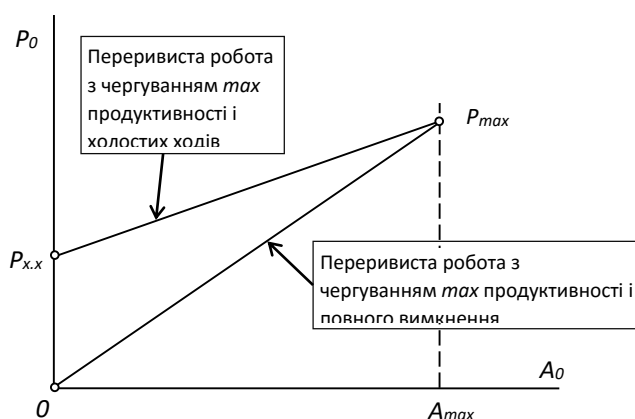 P0
Переривиста робота
з чергуванням max
продуктивності і
холостих ходів
Pmax
Px.x
Переривиста робота з
чергуванням max продуктивності і
повного вимкнення
A0
0
Amax